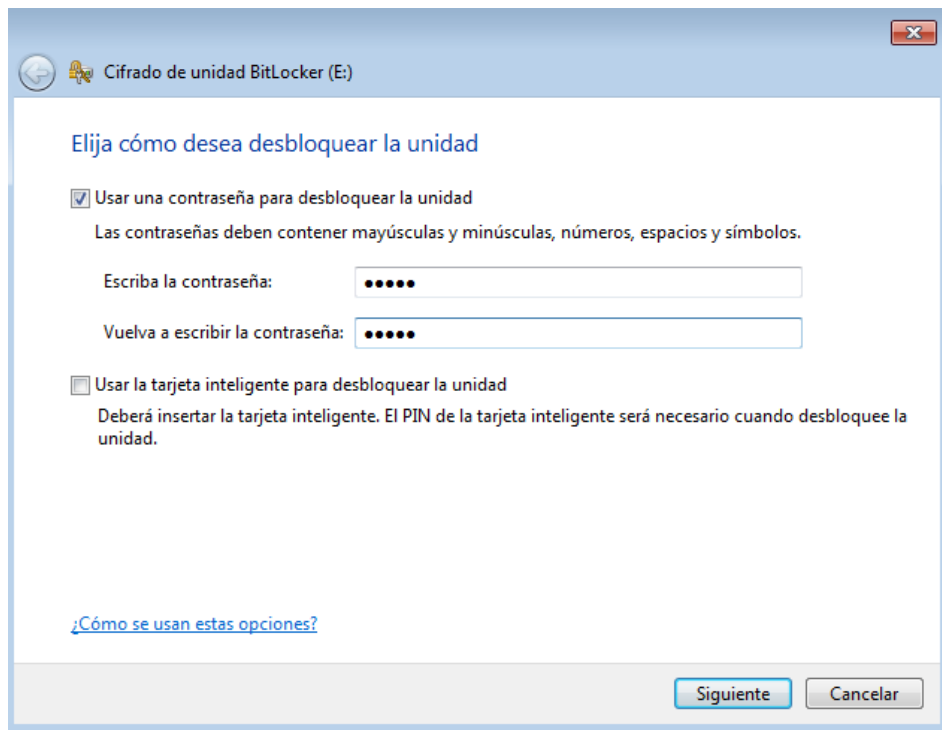 Cifrado de unidad BitLocker (E:)
Elija cómo desea desbloquear la unidad
Usar una contraseña para desbloquear la unidad
Las contraseñas deben contener mayúsculas y minúsculas, números, espacios y símbolos.
Escriba la contraseña: •••••
Vuelva a escribir la contraseña: •••••
Usar la tarjeta inteligente para desbloquear la unidad
Deberá insertar la tarjeta inteligente. El PIN de la tarjeta inteligente será necesario cuando desbloquee la
unidad.
¿Cómo se usan estas opciones?
Siguiente Cancelar